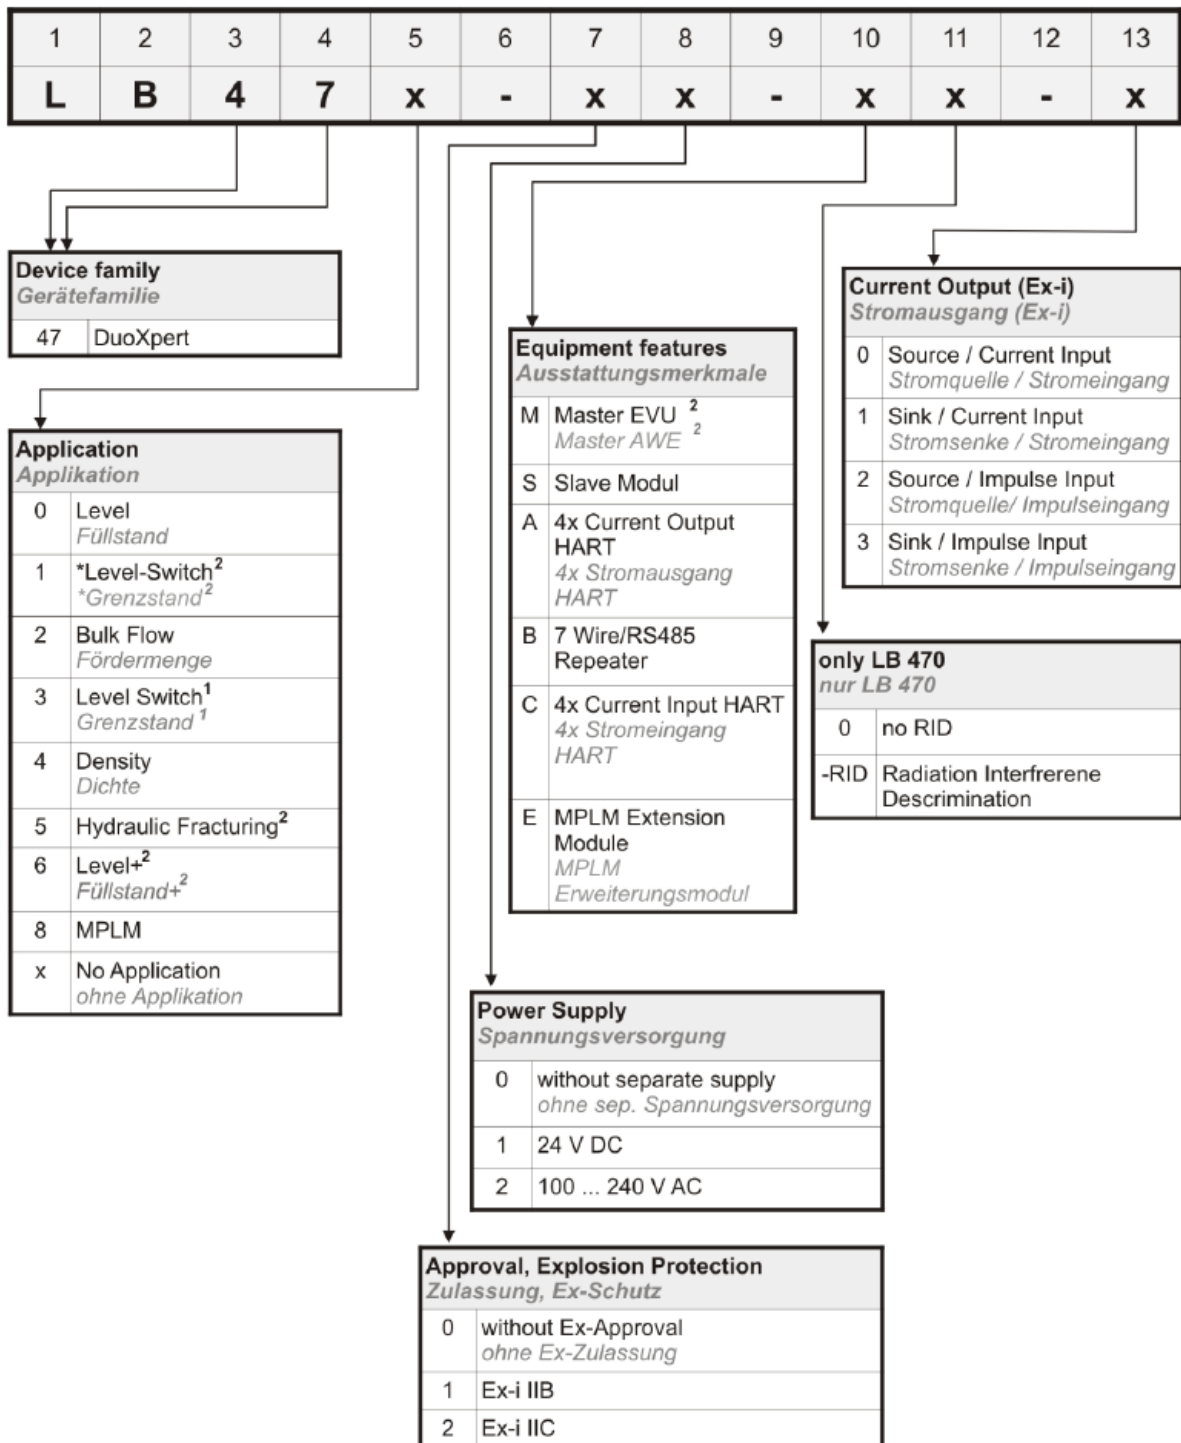 1 2 3 4 5 6 7 8 9 10 11 12 13
L B 4 7 x - x x - x x - x
Device family
Gerätefamilie
47 DuoXpert
Application
Applikation
0 Level
Füllstand
1 *Level-Switch²
*Grenzstand²
2 Bulk Flow
Fördermenge
3 Level Switch¹
Grenzstand ¹
4 Density
Dichte
5 Hydraulic Fracturing²
6 Level+²
Füllstand+²
8 MPLM
x No Application
ohne Applikation
Equipment features
Ausstattungsmerkmale
M Master EVU ²
Master AWE ²
S Slave Modul
A 4x Current Output
HART
4x Stromausgang
HART
B 7 Wire/RS485
Repeater
C 4x Current Input HART
4x Stromeingang
HART
E MPLM Extension
Module
MPLM
Erweiterungsmodul
Current Output (Ex-i)
Stromausgang (Ex-i)
0 Source / Current Input
Stromquelle / Stromeingang
1 Sink / Current Input
Stromsenke / Stromeingang
2 Source / Impulse Input
Stromquelle/ Impulseingang
3 Sink / Impulse Input
Stromsenke / Impulseingang
only LB 470
nur LB 470
0 no RID
-RID Radiation Interfrerene
Descrimination
Power Supply
Spannungsversorgung
0 without separate supply
ohne sep. Spannungsversorgung
1 24 V DC
2 100 ... 240 V AC
Approval, Explosion Protection
Zulassung, Ex-Schutz
0 without Ex-Approval
ohne Ex-Zulassung
1 Ex-i IIB
2 Ex-i IIC